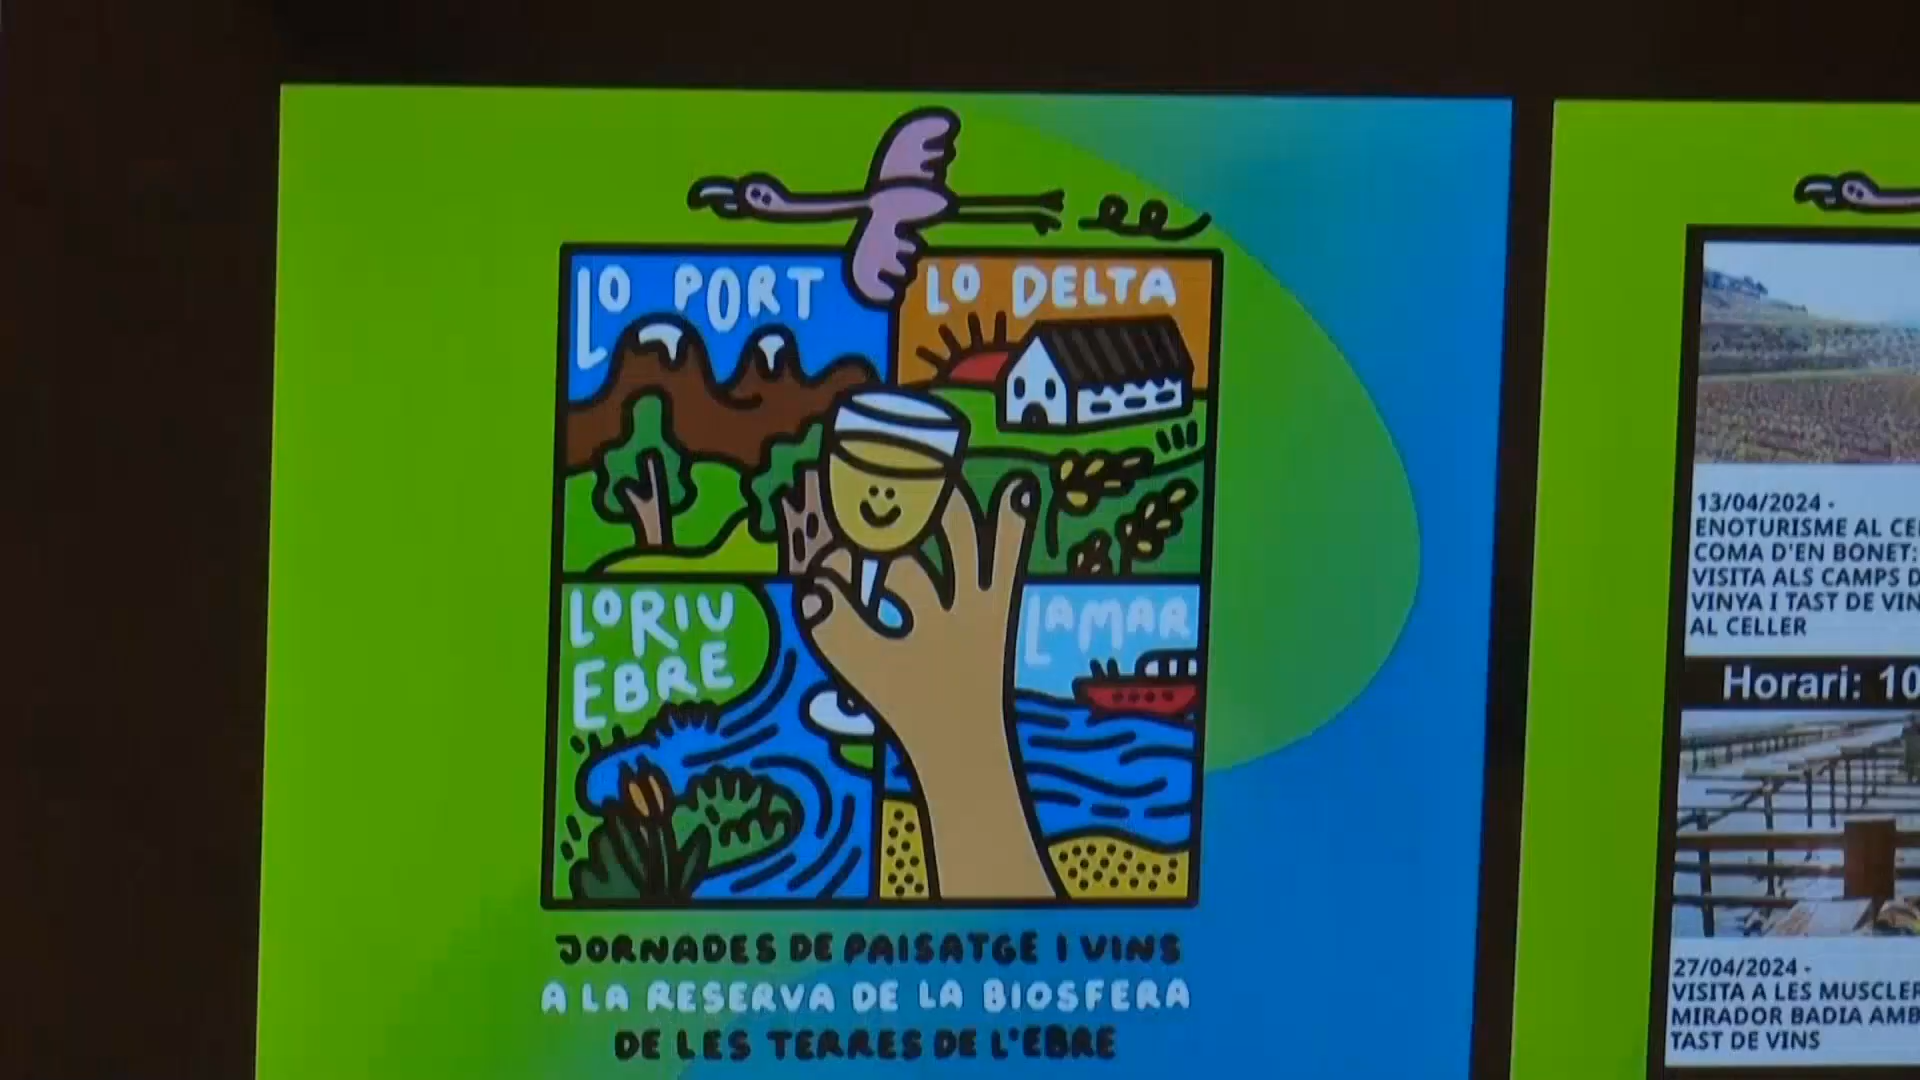 LO PORT
LO DELTA
LO RIU
EBRE
LA MAR
JORNADES DE PAISATGE I VINS
A LA RESERVA DE LA BIOSFERA
DE LES TERRES DE L'EBRE
13/04/2024 -
ENOTURISME AL
COMA D'EN BONET:
VISITA ALS CAMPS
VINYA I TAST DE
AL CELLER
Horari: 10
27/04/2024 -
VISITA A LES
MIRADOR BADIA
TAST DE VINS